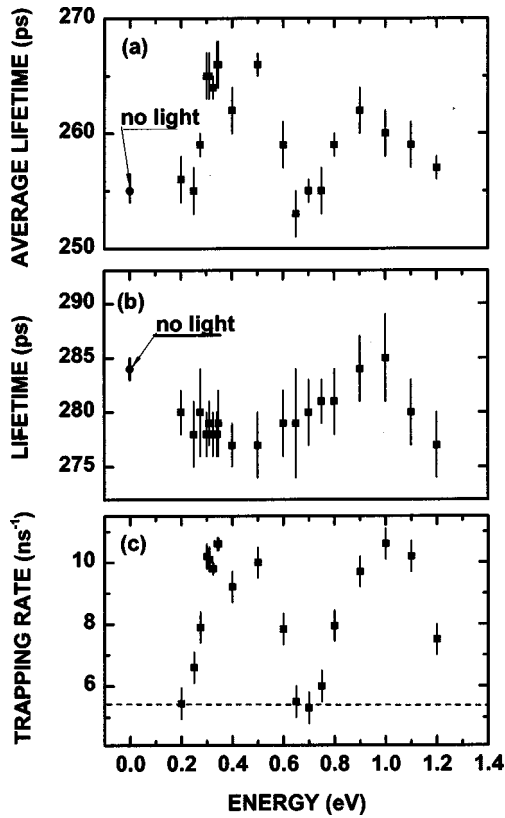 AVERAGE LIFETIME (ps)
270
260
250
(a)
no light
LIFETIME (ps)
290
285
280
275
(b)
no light
TRAPPING RATE (ns-1)
10
8
6
(c)
0.0 0.2 0.4 0.6 0.8 1.0 1.2 1.4
ENERGY (eV)